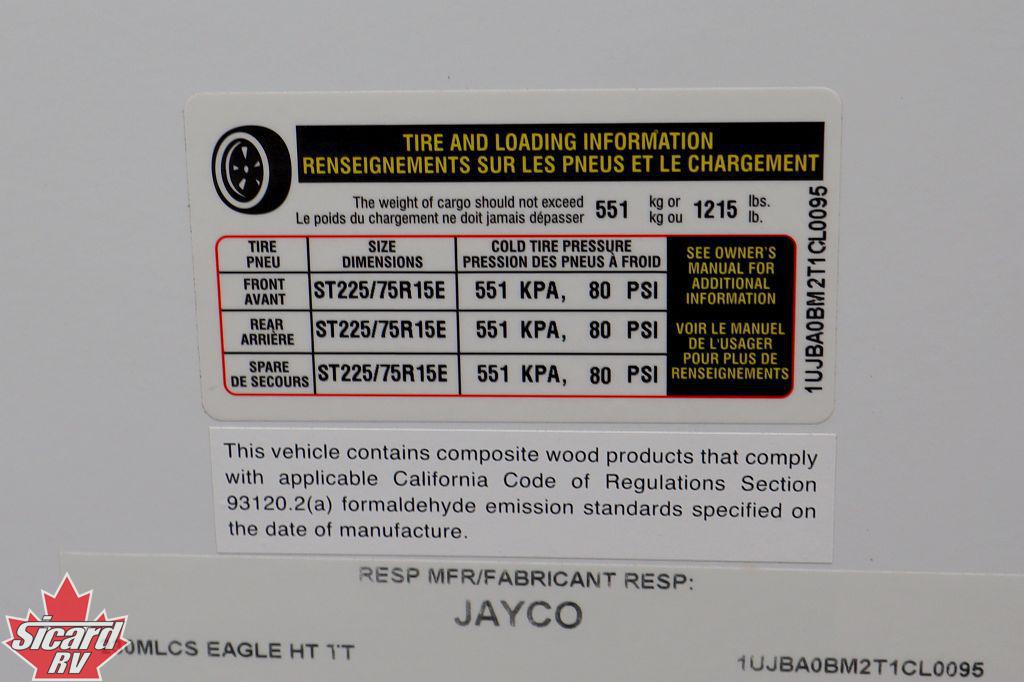 TIRE AND LOADING INFORMATION
RENSEIGNEMENTS SUR LES PNEUS ET LE CHARGEMENT
The weight of cargo should not exceed 551 kg or 1215 lbs.
Le poids du chargement ne doit jamais dépasser kg ou lb.
TIRE PNEU
SIZE DIMENSIONS
COLD TIRE PRESSURE
PRESSION DES PNEUS À FROID
FRONT AVANT ST225/75R15E 551 KPA, 80 PSI
REAR ARRIÈRE ST225/75R15E 551 KPA, 80 PSI
SPARE DE SECOURS ST225/75R15E 551 KPA, 80 PSI
SEE OWNER'S
MANUAL FOR
ADDITIONAL
INFORMATION
VOIR LE MANUEL
DE L'USAGER
POUR PLUS DE
RENSEIGNEMENTS
1UJBA0BM2T1CL0095
This vehicle contains composite wood products that comply
with applicable California Code of Regulations Section
93120.2(a) formaldehyde emission standards specified on
the date of manufacture.
RESP MFR/FABRICANT RESP:
JAYCO
EAGLE HT TT
1UJBA0BM2T1CL0095
Sicard
RV